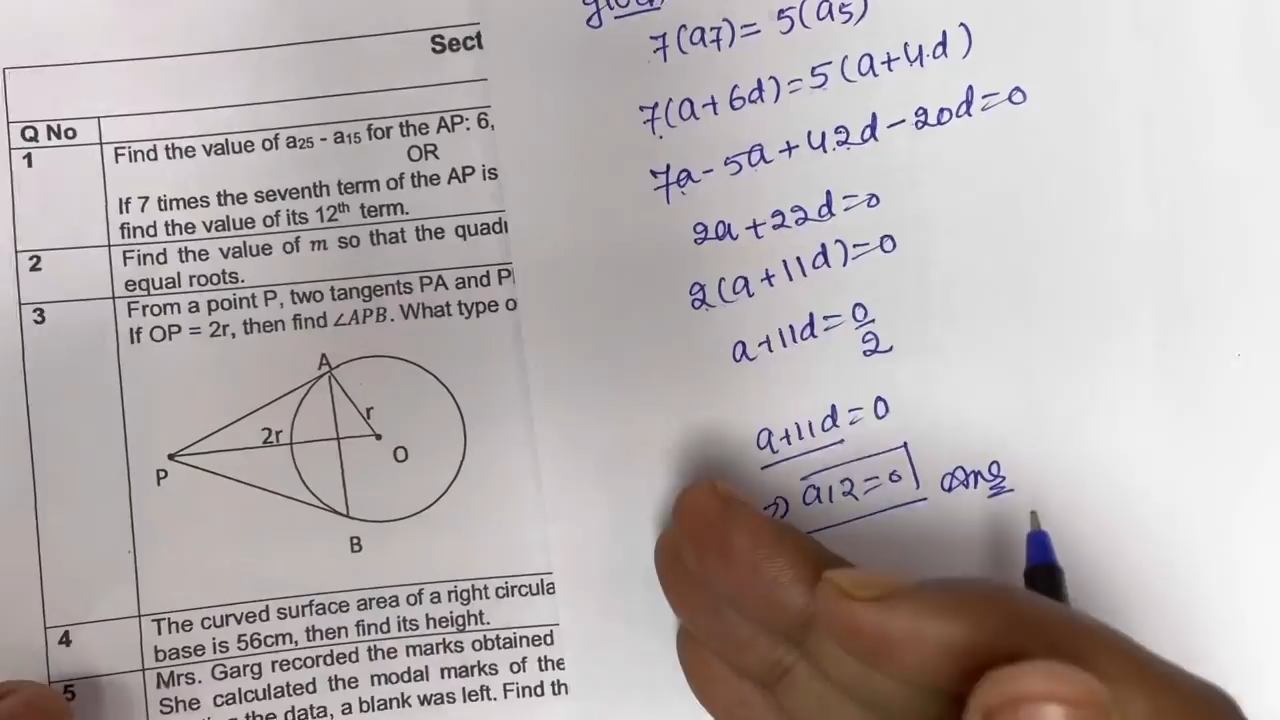 Sect
Q No
1
Find the value of a25 - a15 for the AP: 6,
OR
If 7 times the seventh term of the AP is
find the value of its 12th term.
2
Find the value of m so that the quad
equal roots.
3
From a point P, two tangents PA and P
If OP = 2r, then find ∠APB. What type o
A
r
2r
P
O
B
4
The curved surface area of a right circula
base is 56cm, then find its height.
5
Mrs. Garg recorded the marks obtained
She calculated the modal marks of the
the data, a blank was left. Find th
7(a7) = 5(a5)
7(a+6d) = 5(a+4d)
7a-5a+42d-20d=0
2a+22d=0
2(a+11d)=0
a+11d=0/2
a+11d=0
⇒ a12=0 Ans